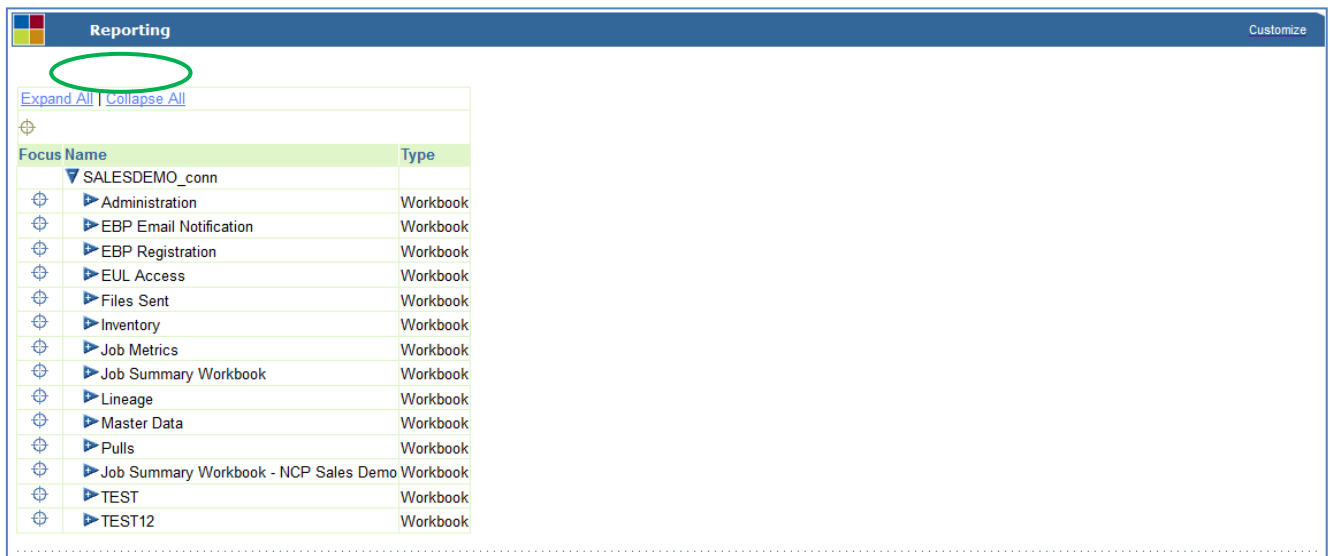 Reporting Customize
Expand All | Collapse All
Focus Name Type
SALESDEMO_conn
Administration Workbook
EBP Email Notification Workbook
EBP Registration Workbook
EUL Access Workbook
Files Sent Workbook
Inventory Workbook
Job Metrics Workbook
Job Summary Workbook Workbook
Lineage Workbook
Master Data Workbook
Pulls Workbook
Job Summary Workbook - NCP Sales Demo Workbook
TEST Workbook
TEST12 Workbook